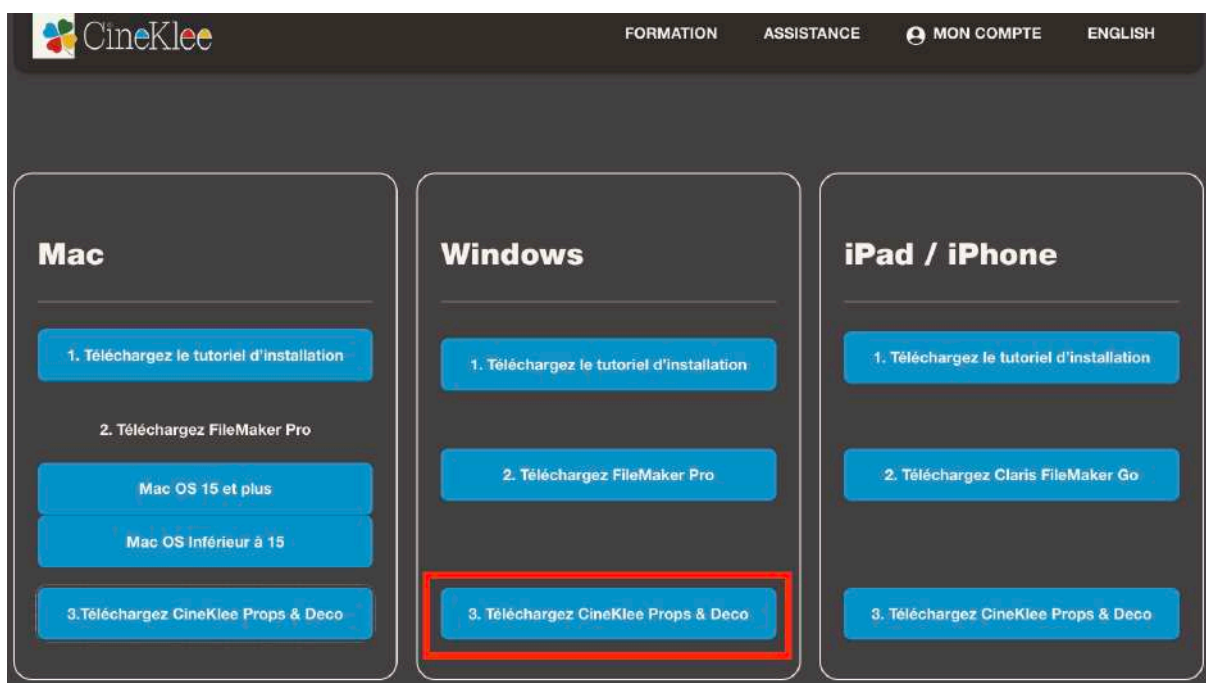 CineKlee
FORMATION ASSISTANCE MON COMPTE ENGLISH
Mac
1. Téléchargez le tutoriel d'installation
2. Téléchargez FileMaker Pro
Mac OS 15 et plus
Mac OS Inférieur à 15
3.Téléchargez CineKlee Props & Deco
Windows
1. Téléchargez le tutoriel d'installation
2. Téléchargez FileMaker Pro
3. Téléchargez CineKlee Props & Deco
iPad / iPhone
1. Téléchargez le tutoriel d'installation
2. Téléchargez Claris FileMaker Go
3. Téléchargez CineKlee Props & Deco